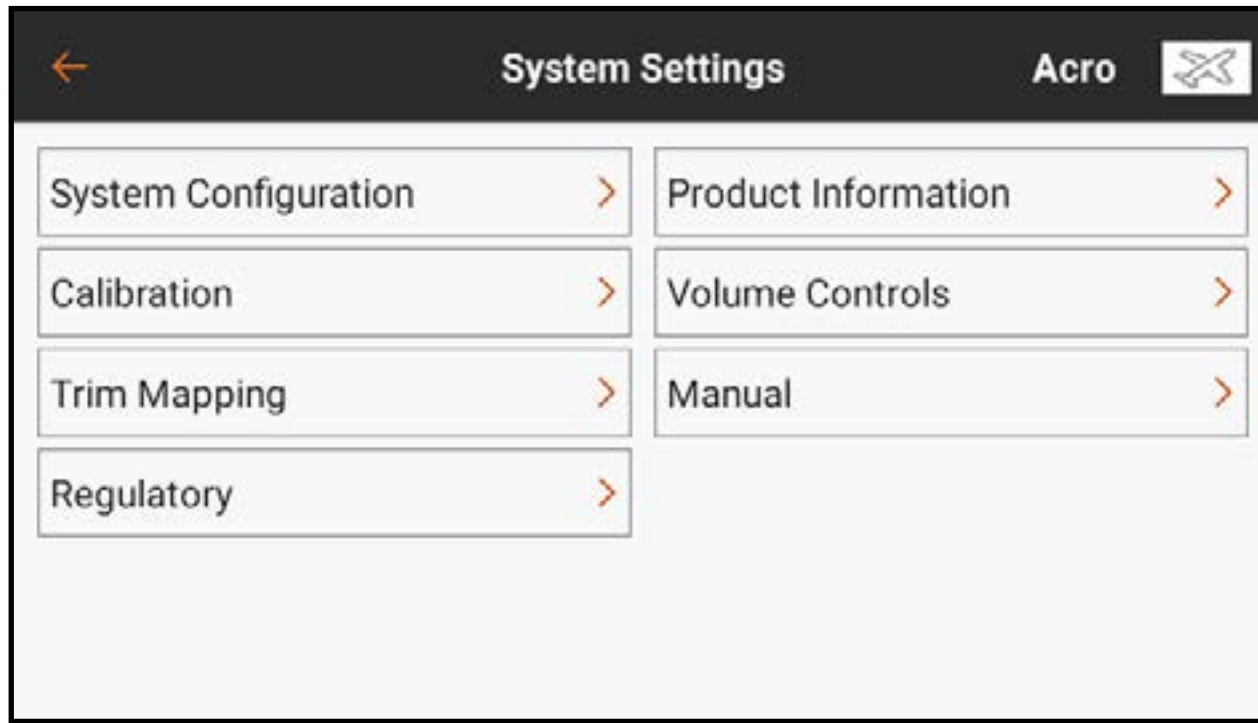 System Settings Acro
System Configuration
Product Information
Calibration
Volume Controls
Trim Mapping
Manual
Regulatory